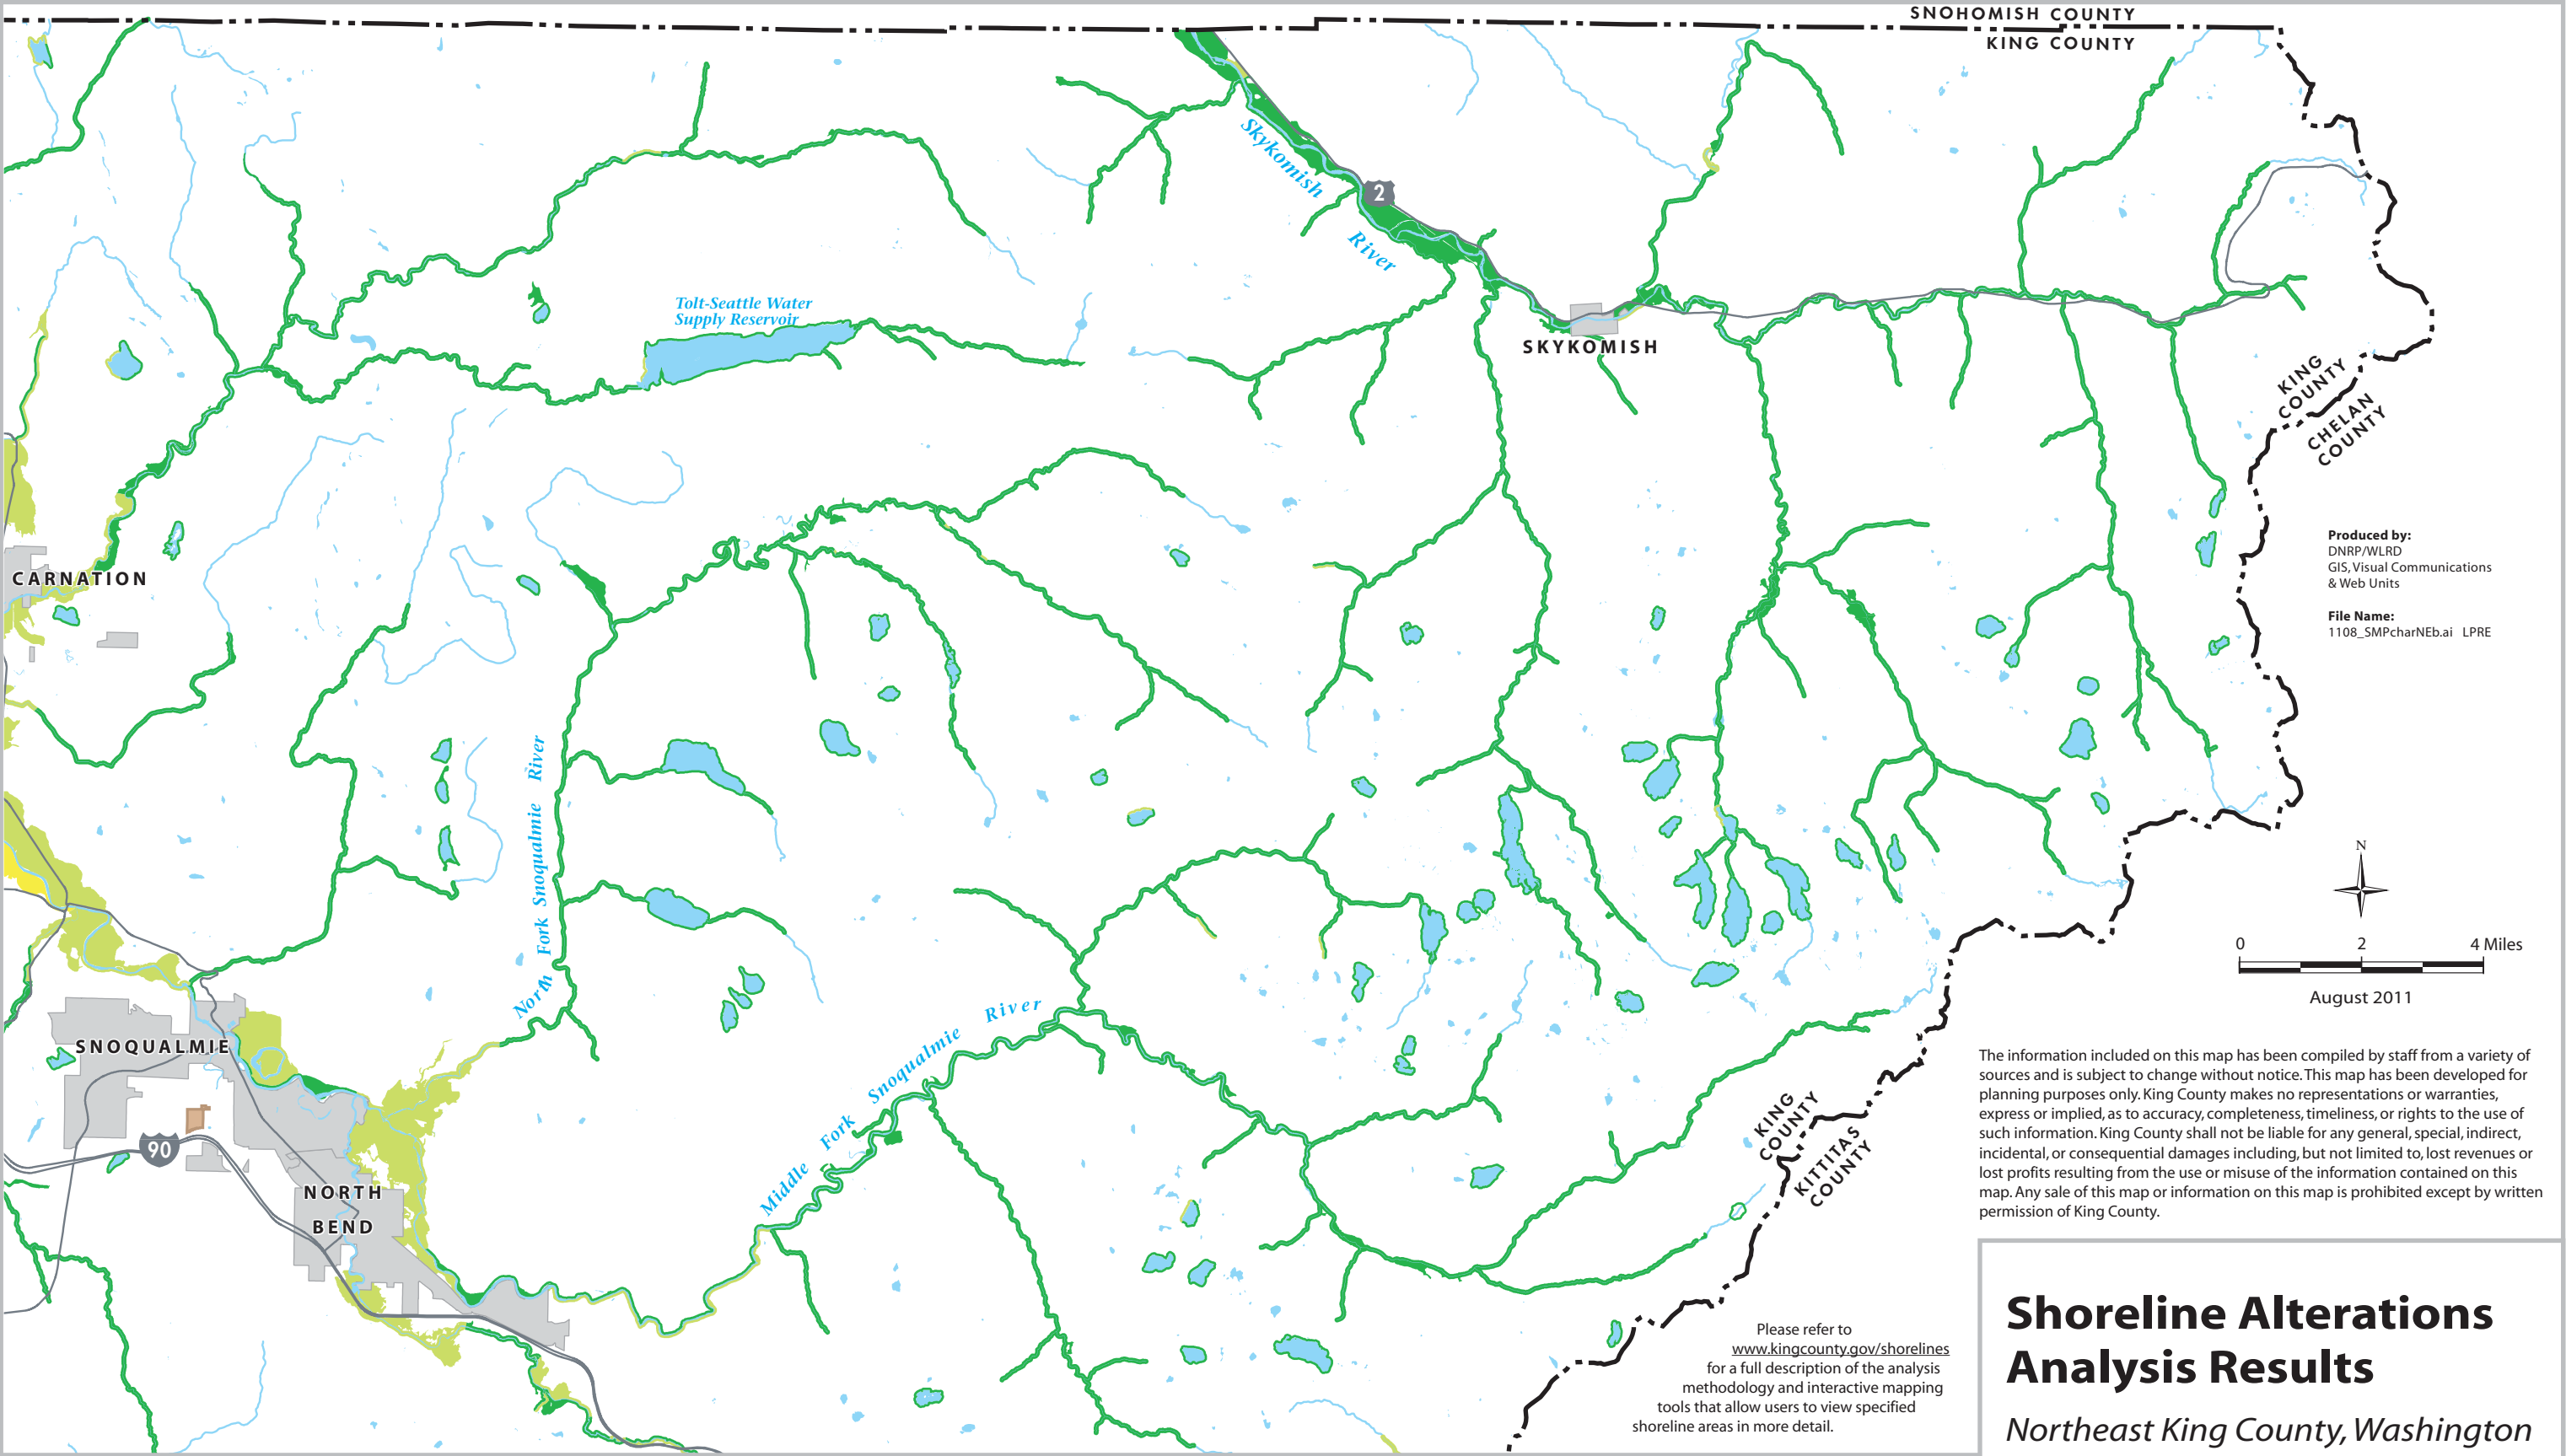 SNOHOMISH COUNTY
KING COUNTY
Skykomish
River
2
Tolt-Seattle Water
Supply Reservoir
SKYKOMISH
KING
COUNTY
CHELAN
COUNTY
Produced by:
DNRP/WLRD
GIS, Visual Communications
& Web Units
File Name:
1108_SMPcharNEb.ai LPRE
CARNATION
North Fork Snoqualmie River
N
0 2 4 Miles
August 2011
SNOQUALMIE
Middle Fork Snoqualmie River
90
NORTH
BEND
KING
COUNTY
KITTITAS
COUNTY
The information included on this map has been compiled by staff from a variety of
sources and is subject to change without notice. This map has been developed for
planning purposes only. King County makes no representations or warranties,
express or implied, as to accuracy, completeness, timeliness, or rights to the use of
such information. King County shall not be liable for any general, special, indirect,
incidental, or consequential damages including, but not limited to, lost revenues or
lost profits resulting from the use or misuse of the information contained on this
map. Any sale of this map or information on this map is prohibited except by written
permission of King County.
Please refer to
www.kingcounty.gov/shorelines
for a full description of the analysis
methodology and interactive mapping
tools that allow users to view specified
shoreline areas in more detail.
Shoreline Alterations
Analysis Results
Northeast King County, Washington